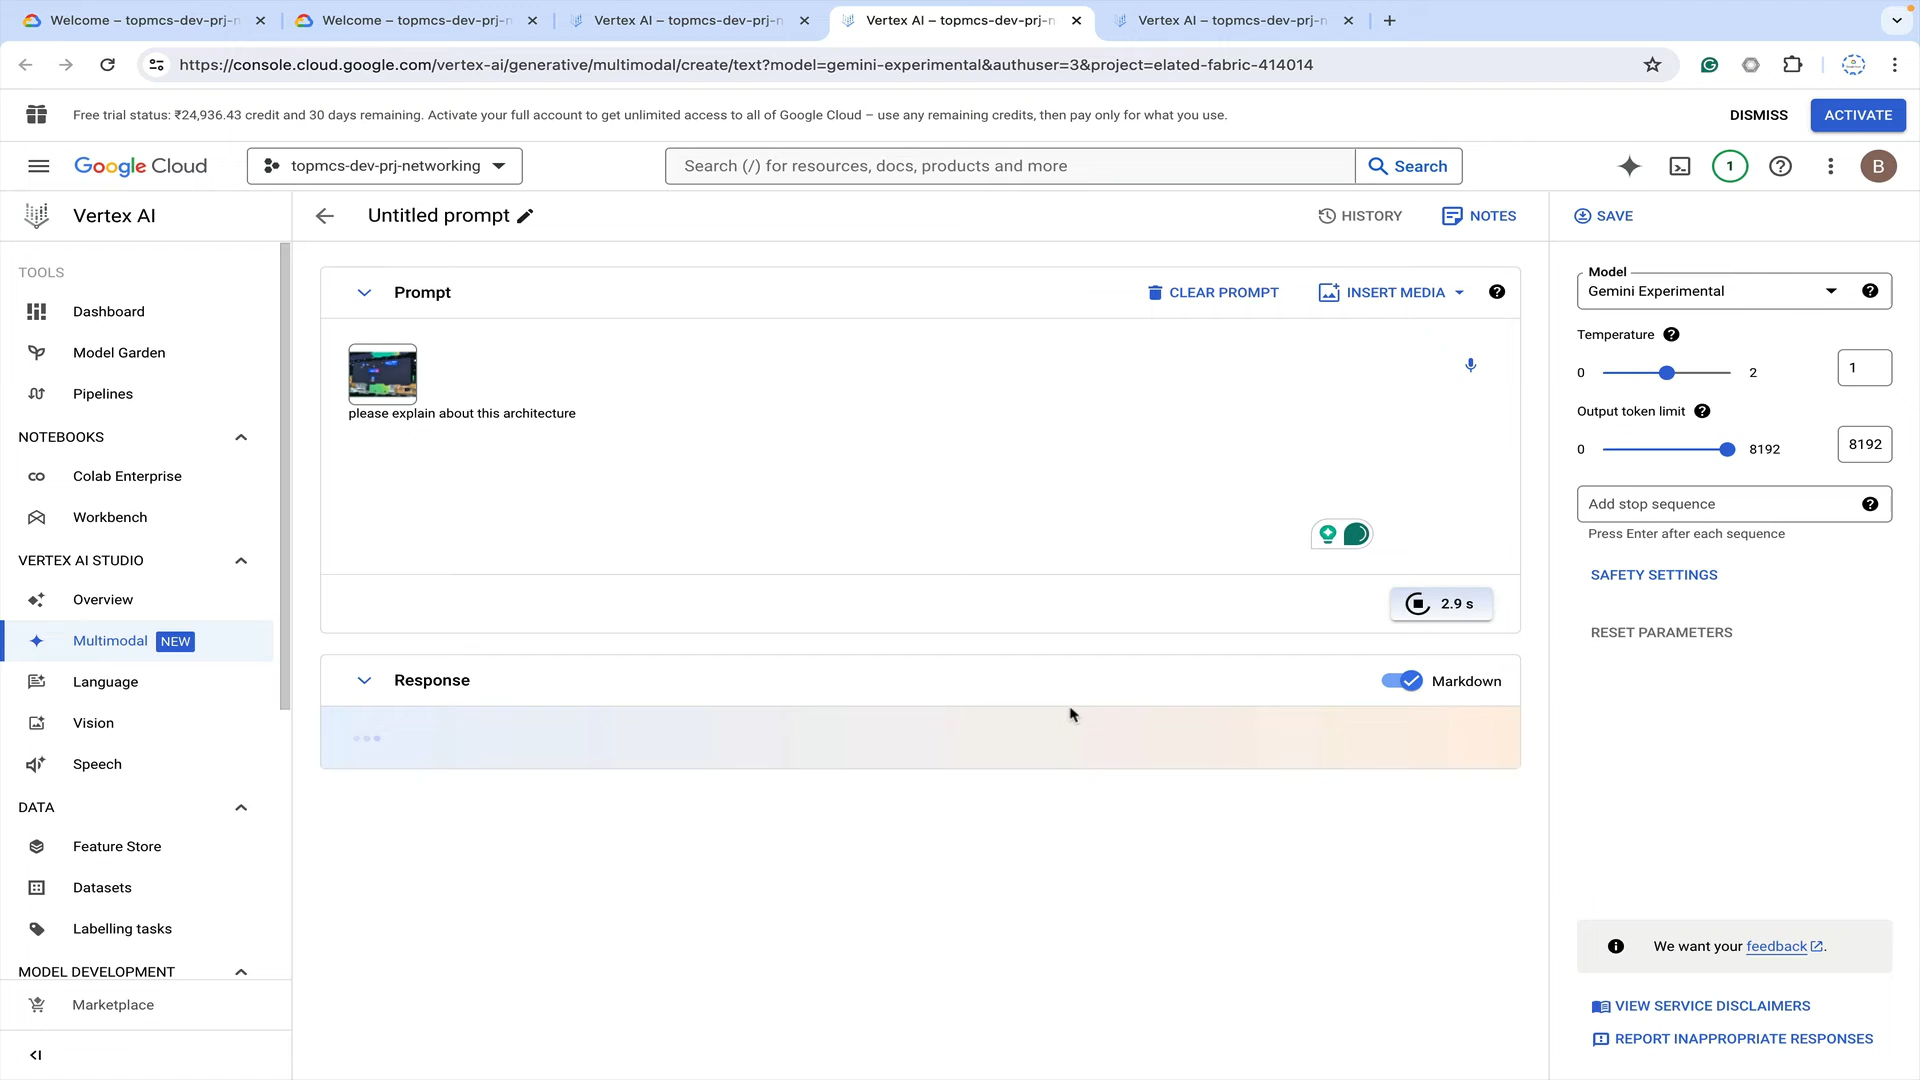 Welcome – topmcs-dev-prj-n
Welcome – topmcs-dev-prj-n
Vertex AI – topmcs-dev-prj-n
Vertex AI – topmcs-dev-prj-n
Vertex AI – topmcs-dev-prj-n
https://console.cloud.google.com/vertex-ai/generative/multimodal/create/text?model=gemini-experimental&authuser=3&project=elated-fabric-414014
Free trial status: ₹24,936.43 credit and 30 days remaining. Activate your full account to get unlimited access to all of Google Cloud – use any remaining credits, then pay only for what you use.
DISMISS
ACTIVATE
Google Cloud
topmcs-dev-prj-networking
Search (/) for resources, docs, products and more
Search
1
B
Vertex AI
Untitled prompt
HISTORY
NOTES
SAVE
TOOLS
Dashboard
Model Garden
Pipelines
NOTEBOOKS
Colab Enterprise
Workbench
VERTEX AI STUDIO
Overview
Multimodal NEW
Language
Vision
Speech
DATA
Feature Store
Datasets
Labelling tasks
MODEL DEVELOPMENT
Marketplace
Prompt
CLEAR PROMPT
INSERT MEDIA
please explain about this architecture
2.9 s
Response
Markdown
Model
Gemini Experimental
Temperature
0
2
1
Output token limit
0
8192
8192
Add stop sequence
Press Enter after each sequence
SAFETY SETTINGS
RESET PARAMETERS
We want your feedback.
VIEW SERVICE DISCLAIMERS
REPORT INAPPROPRIATE RESPONSES